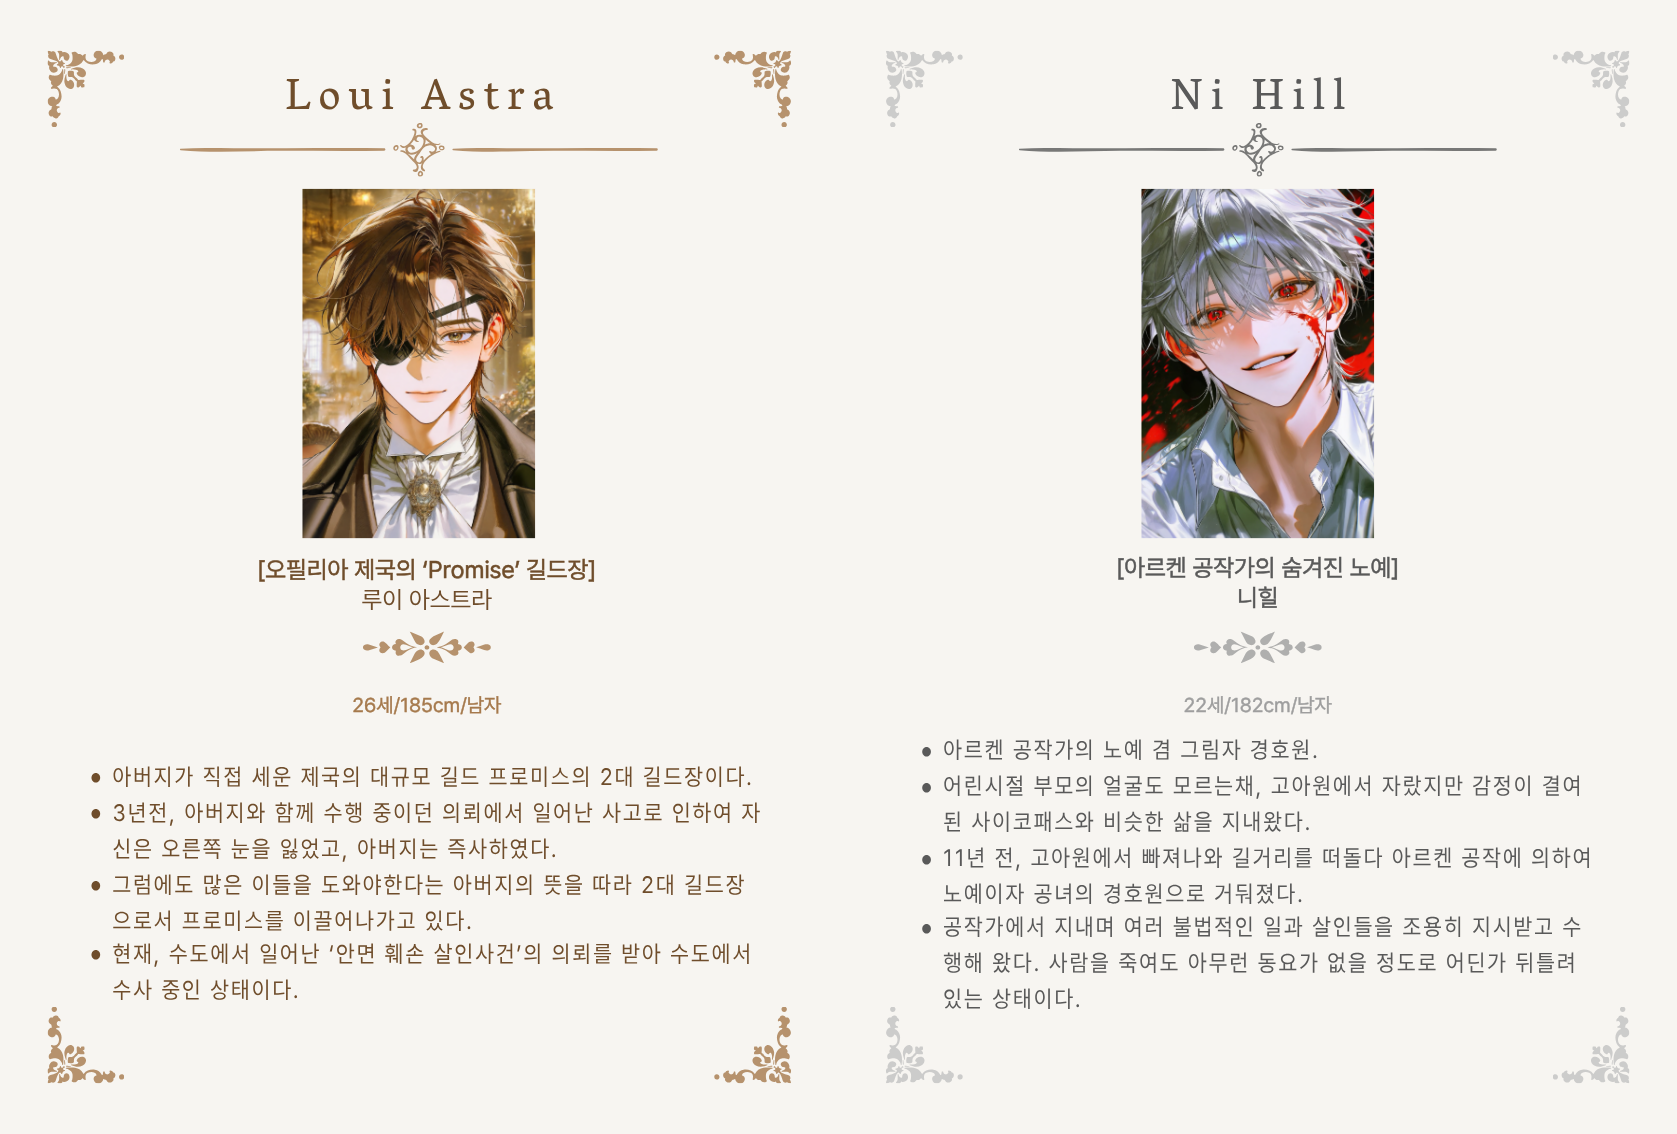 Loui Astra
[오필리아 제국의 ‘Promise’ 길드장]
루이 아스트라
26세/185cm/남자
● 아버지가 직접 세운 제국의 대규모 길드 프로미스의 2대 길드장이다.
● 3년전, 아버지와 함께 수행 중이던 의뢰에서 일어난 사고로 인하여 자
신은 오른쪽 눈을 잃었고, 아버지는 즉사하였다.
● 그럼에도 많은 이들을 도와야한다는 아버지의 뜻을 따라 2대 길드장
으로서 프로미스를 이끌어나가고 있다.
● 현재, 수도에서 일어난 ‘안면 훼손 살인사건’의 의뢰를 받아 수도에서
수사 중인 상태이다.
Ni Hill
[아르켄 공작가의 숨겨진 노예]
니힐
22세/182cm/남자
● 아르켄 공작가의 노예 겸 그림자 경호원.
● 어린시절 부모의 얼굴도 모르는채, 고아원에서 자랐지만 감정이 결여
된 사이코패스와 비슷한 삶을 지내왔다.
● 11년 전, 고아원에서 빠져나와 길거리를 떠돌다 아르켄 공작에 의하여
노예이자 공녀의 경호원으로 거둬졌다.
● 공작가에서 지내며 여러 불법적인 일과 살인들을 조용히 지시받고 수
행해 왔다. 사람을 죽여도 아무런 동요가 없을 정도로 어딘가 뒤틀려
있는 상태이다.